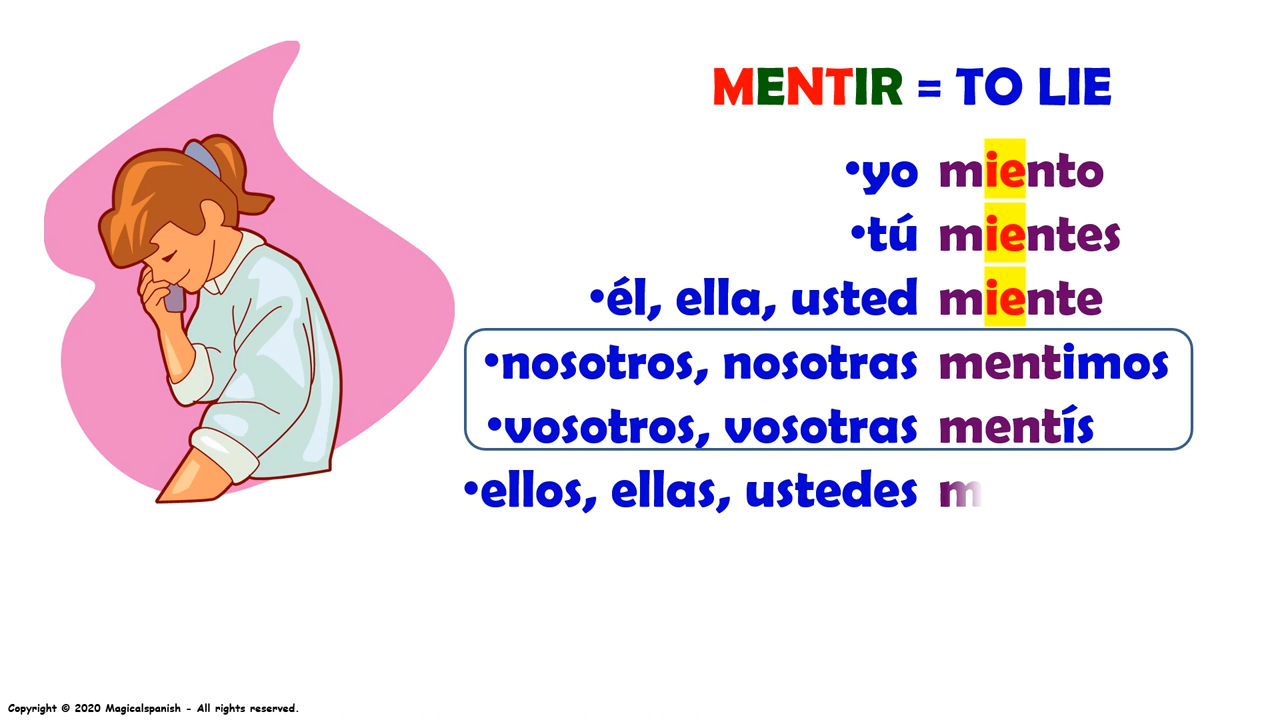 MENTIR = TO LIE
•yo miento
•tú mientes
•él, ella, usted miente
•nosotros, nosotras mentimos
•vosotros, vosotras mentís
•ellos, ellas, ustedes m
Copyright © 2020 Magicalspanish - All rights reserved.